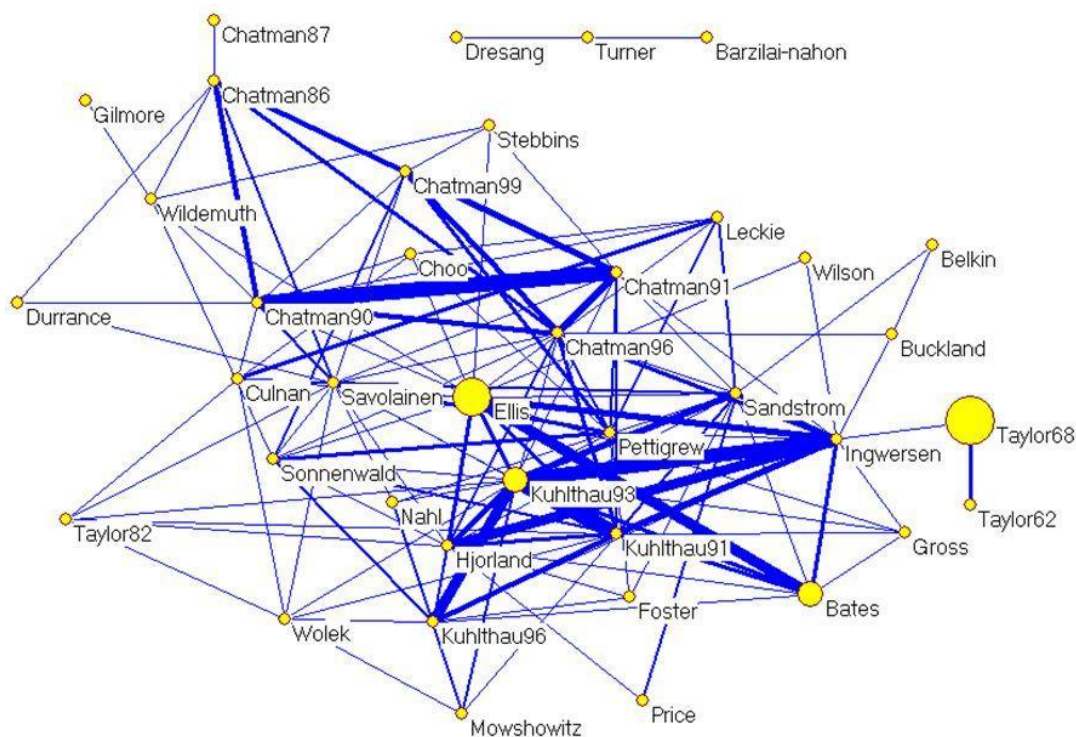 Chatman87
Dresang
Turner
Barzilai-nahon
Chatman86
Gilmore
Stebbins
Chatman99
Wildemuth
Leckie
Choo
Wilson
Belkin
Chatman91
Durrance
Chatman90
Chatman96
Buckland
Culnan
Savolainen
Ellis
Sandstrom
Taylor68
Pettigrew
Ingwersen
Sonnenwald
Kuhlthau93
Nahl
Taylor62
Taylor82
Hjorland
Kuhlthau91
Gross
Foster
Bates
Wolek
Kuhlthau96
Mowshowitz
Price